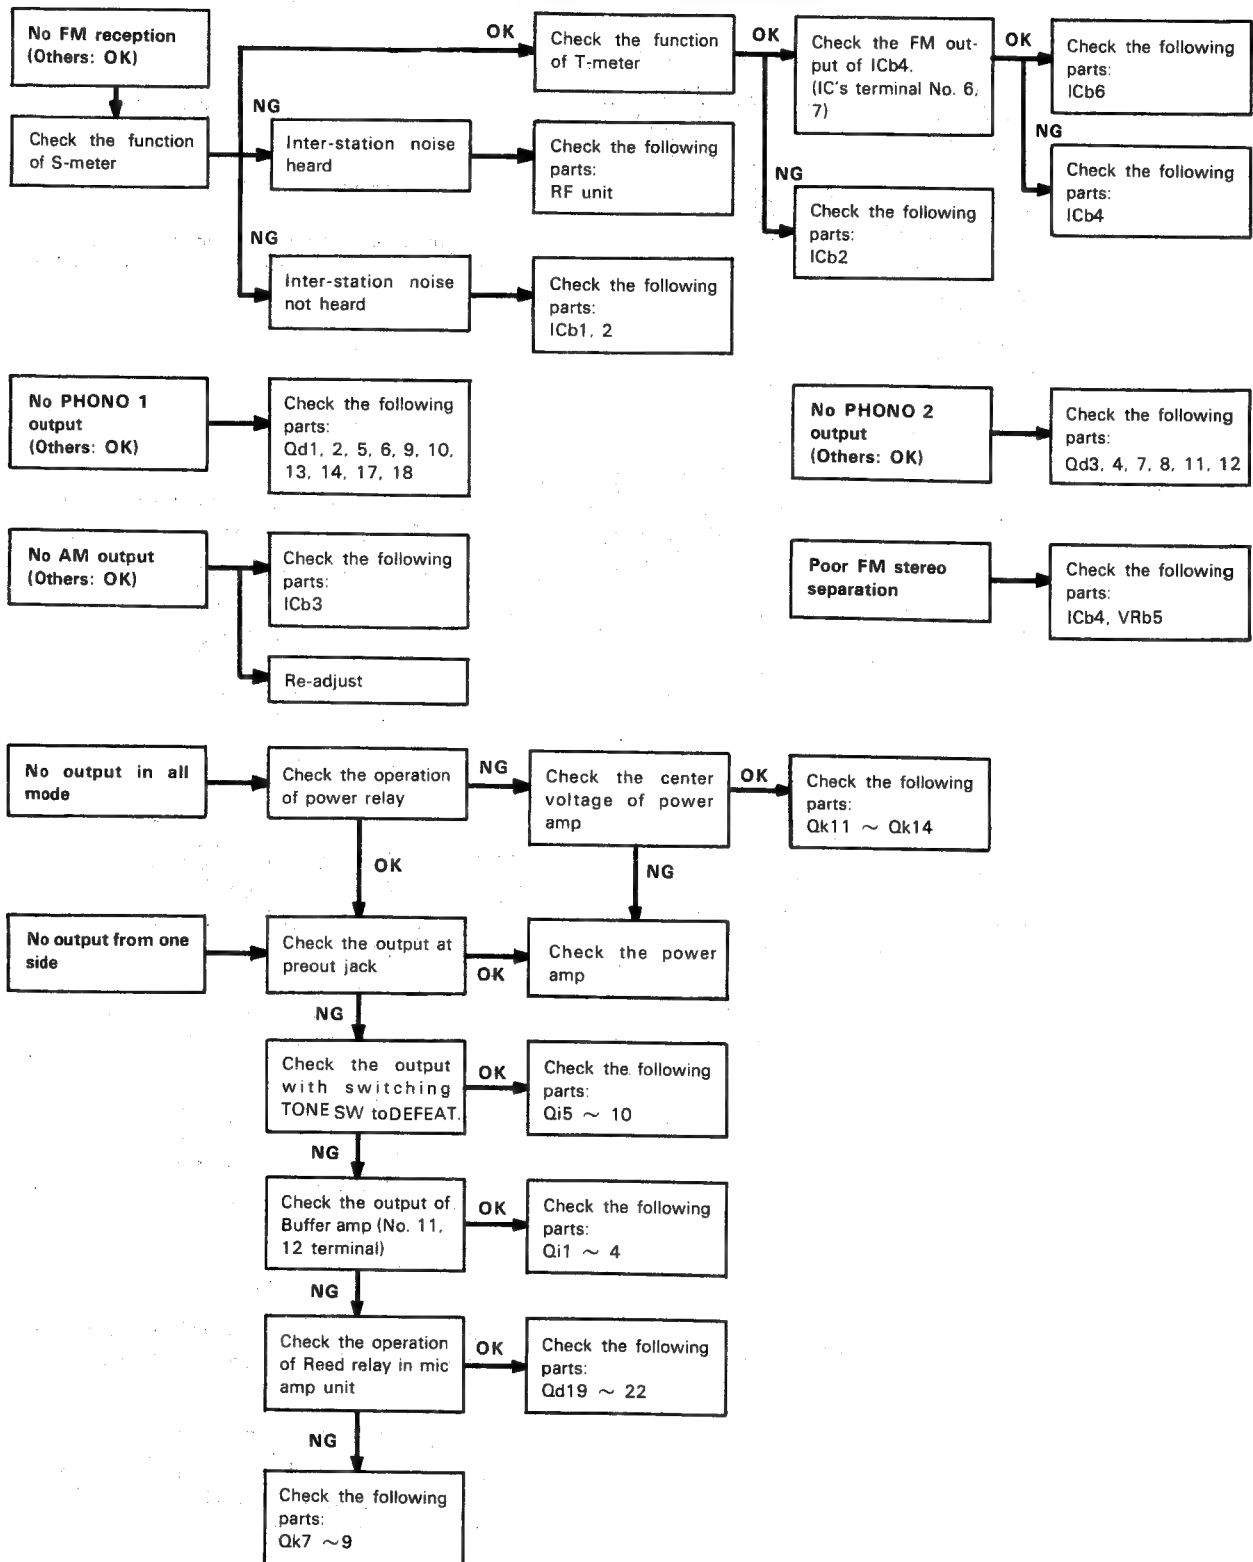 No FM reception
(Others: OK)
Check the function
of S-meter
OK
Check the function
of T-meter
OK
Check the FM out-
put of ICb4.
(IC's terminal No. 6,
7)
OK
Check the following
parts:
ICb6
NG
Check the following
parts:
ICb4
NG
Check the following
parts:
ICb2
NG
Inter-station noise
heard
Check the following
parts:
RF unit
NG
Inter-station noise
not heard
Check the following
parts:
ICb1, 2
No PHONO 1
output
(Others: OK)
Check the following
parts:
Qd1, 2, 5, 6, 9, 10,
13, 14, 17, 18
No PHONO 2
output
(Others: OK)
Check the following
parts:
Qd3, 4, 7, 8, 11, 12
No AM output
(Others: OK)
Check the following
parts:
ICb3
Re-adjust
Poor FM stereo
separation
Check the following
parts:
ICb4, VRb5
No output in all
mode
Check the operation
of power relay
NG
Check the center
voltage of power
amp
OK
Check the following
parts:
Qk11 ~ Qk14
OK
NG
No output from one
side
Check the output at
preout jack
OK
Check the power
amp
NG
Check the output
with switching
TONE SW to DEFEAT.
OK
Check the following
parts:
Qi5 ~ 10
NG
Check the output of
Buffer amp (No. 11,
12 terminal)
OK
Check the following
parts:
Qi1 ~ 4
NG
Check the operation
of Reed relay in mic
amp unit
OK
Check the following
parts:
Qd19 ~ 22
NG
Check the following
parts:
Qk7 ~9